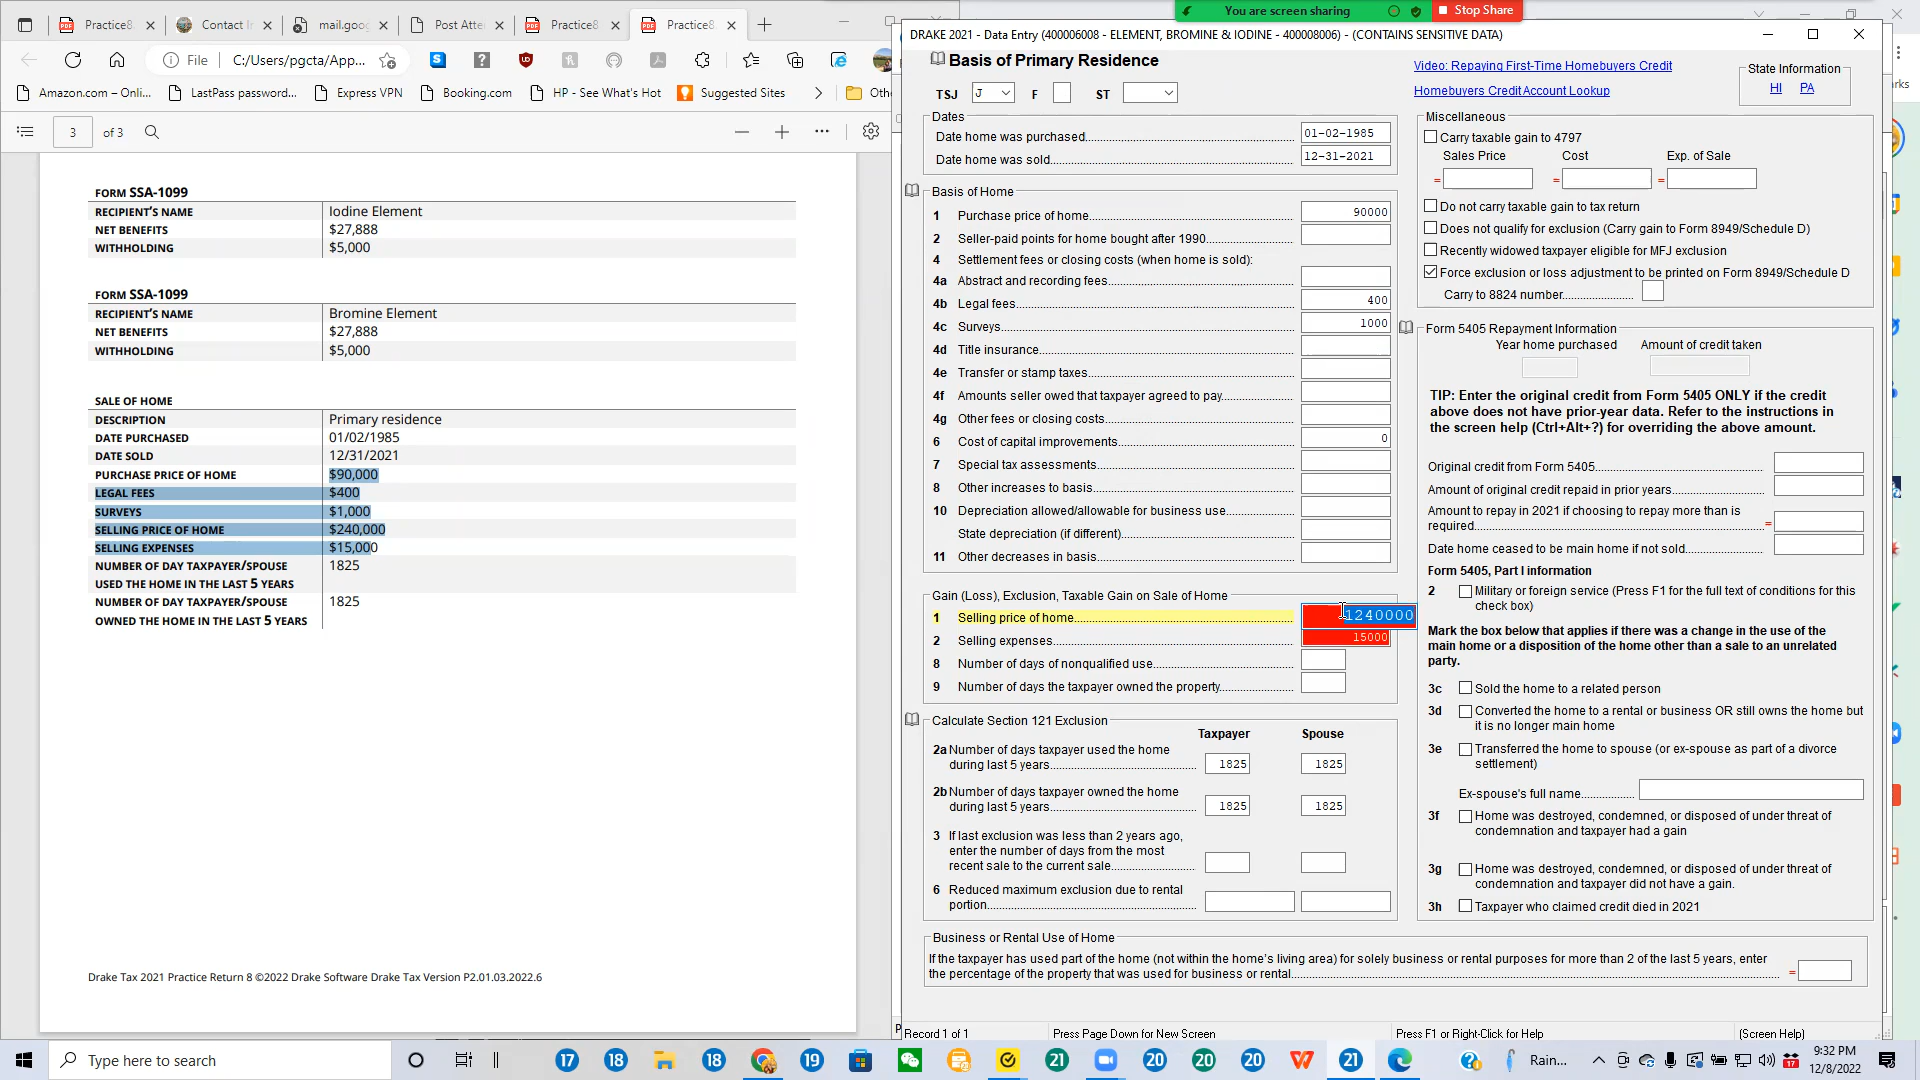 Practice8.
Contact I
mail.goog
Post Atte
Practice8
Practice8.
You are screen sharing
Stop Share
File
C:/Users/pgcta/App...
Amazon.com – Onli...
LastPass password...
Express VPN
Booking.com
HP - See What's Hot
Suggested Sites
3 of 3
FORM SSA-1099
RECIPIENT'S NAME Iodine Element
NET BENEFITS $27,888
WITHHOLDING $5,000
FORM SSA-1099
RECIPIENT'S NAME Bromine Element
NET BENEFITS $27,888
WITHHOLDING $5,000
SALE OF HOME
DESCRIPTION Primary residence
DATE PURCHASED 01/02/1985
DATE SOLD 12/31/2021
PURCHASE PRICE OF HOME $90,000
LEGAL FEES $400
SURVEYS $1,000
SELLING PRICE OF HOME $240,000
SELLING EXPENSES $15,000
NUMBER OF DAY TAXPAYER/SPOUSE 1825
USED THE HOME IN THE LAST 5 YEARS
NUMBER OF DAY TAXPAYER/SPOUSE 1825
OWNED THE HOME IN THE LAST 5 YEARS
Drake Tax 2021 Practice Return 8 ©2022 Drake Software Drake Tax Version P2.01.03.2022.6
DRAKE 2021 - Data Entry (400006008 - ELEMENT, BROMINE & IODINE - 400008006) - (CONTAINS SENSITIVE DATA)
Basis of Primary Residence
TSJ J F ST
Dates
Date home was purchased 01-02-1985
Date home was sold 12-31-2021
Basis of Home
1 Purchase price of home 90000
2 Seller-paid points for home bought after 1990
4 Settlement fees or closing costs (when home is sold):
4a Abstract and recording fees
4b Legal fees 400
4c Surveys 1000
4d Title insurance
4e Transfer or stamp taxes
4f Amounts seller owed that taxpayer agreed to pay
4g Other fees or closing costs
6 Cost of capital improvements 0
7 Special tax assessments
8 Other increases to basis
10 Depreciation allowed/allowable for business use
State depreciation (if different)
11 Other decreases in basis
Gain (Loss), Exclusion, Taxable Gain on Sale of Home
1 Selling price of home 1240000
2 Selling expenses 15000
8 Number of days of nonqualified use
9 Number of days the taxpayer owned the property
Calculate Section 121 Exclusion
Taxpayer Spouse
2a Number of days taxpayer used the home
during last 5 years 1825 1825
2b Number of days taxpayer owned the home
during last 5 years 1825 1825
3 If last exclusion was less than 2 years ago,
enter the number of days from the most
recent sale to the current sale
6 Reduced maximum exclusion due to rental
portion
Business or Rental Use of Home
If the taxpayer has used part of the home (not within the home's living area) for solely business or rental purposes for more than 2 of the last 5 years, enter
the percentage of the property that was used for business or rental =
Video: Repaying First-Time Homebuyers Credit
Homebuyers Credit Account Lookup
State Information
HI PA
Miscellaneous
Carry taxable gain to 4797
Sales Price Cost Exp. of Sale
= = =
Do not carry taxable gain to tax return
Does not qualify for exclusion (Carry gain to Form 8949/Schedule D)
Recently widowed taxpayer eligible for MFJ exclusion
Force exclusion or loss adjustment to be printed on Form 8949/Schedule D
Carry to 8824 number
Form 5405 Repayment Information
Year home purchased Amount of credit taken
TIP: Enter the original credit from Form 5405 ONLY if the credit
above does not have prior-year data. Refer to the instructions in
the screen help (Ctrl+Alt+?) for overriding the above amount.
Original credit from Form 5405
Amount of original credit repaid in prior years
Amount to repay in 2021 if choosing to repay more than is
required =
Date home ceased to be main home if not sold
Form 5405, Part I information
2 Military or foreign service (Press F1 for the full text of conditions for this
check box)
Mark the box below that applies if there was a change in the use of the
main home or a disposition of the home other than a sale to an unrelated
party.
3c Sold the home to a related person
3d Converted the home to a rental or business OR still owns the home but
it is no longer main home
3e Transferred the home to spouse (or ex-spouse as part of a divorce
settlement)
Ex-spouse's full name
3f Home was destroyed, condemned, or disposed of under threat of
condemnation and taxpayer had a gain
3g Home was destroyed, condemned, or disposed of under threat of
condemnation and taxpayer did not have a gain.
3h Taxpayer who claimed credit died in 2021
Record 1 of 1
Press Page Down for New Screen
Press F1 or Right-Click for Help
(Screen Help)
Type here to search
17 18 18 19 21 20 20 20 21
Rain...
9:32 PM
12/8/2022